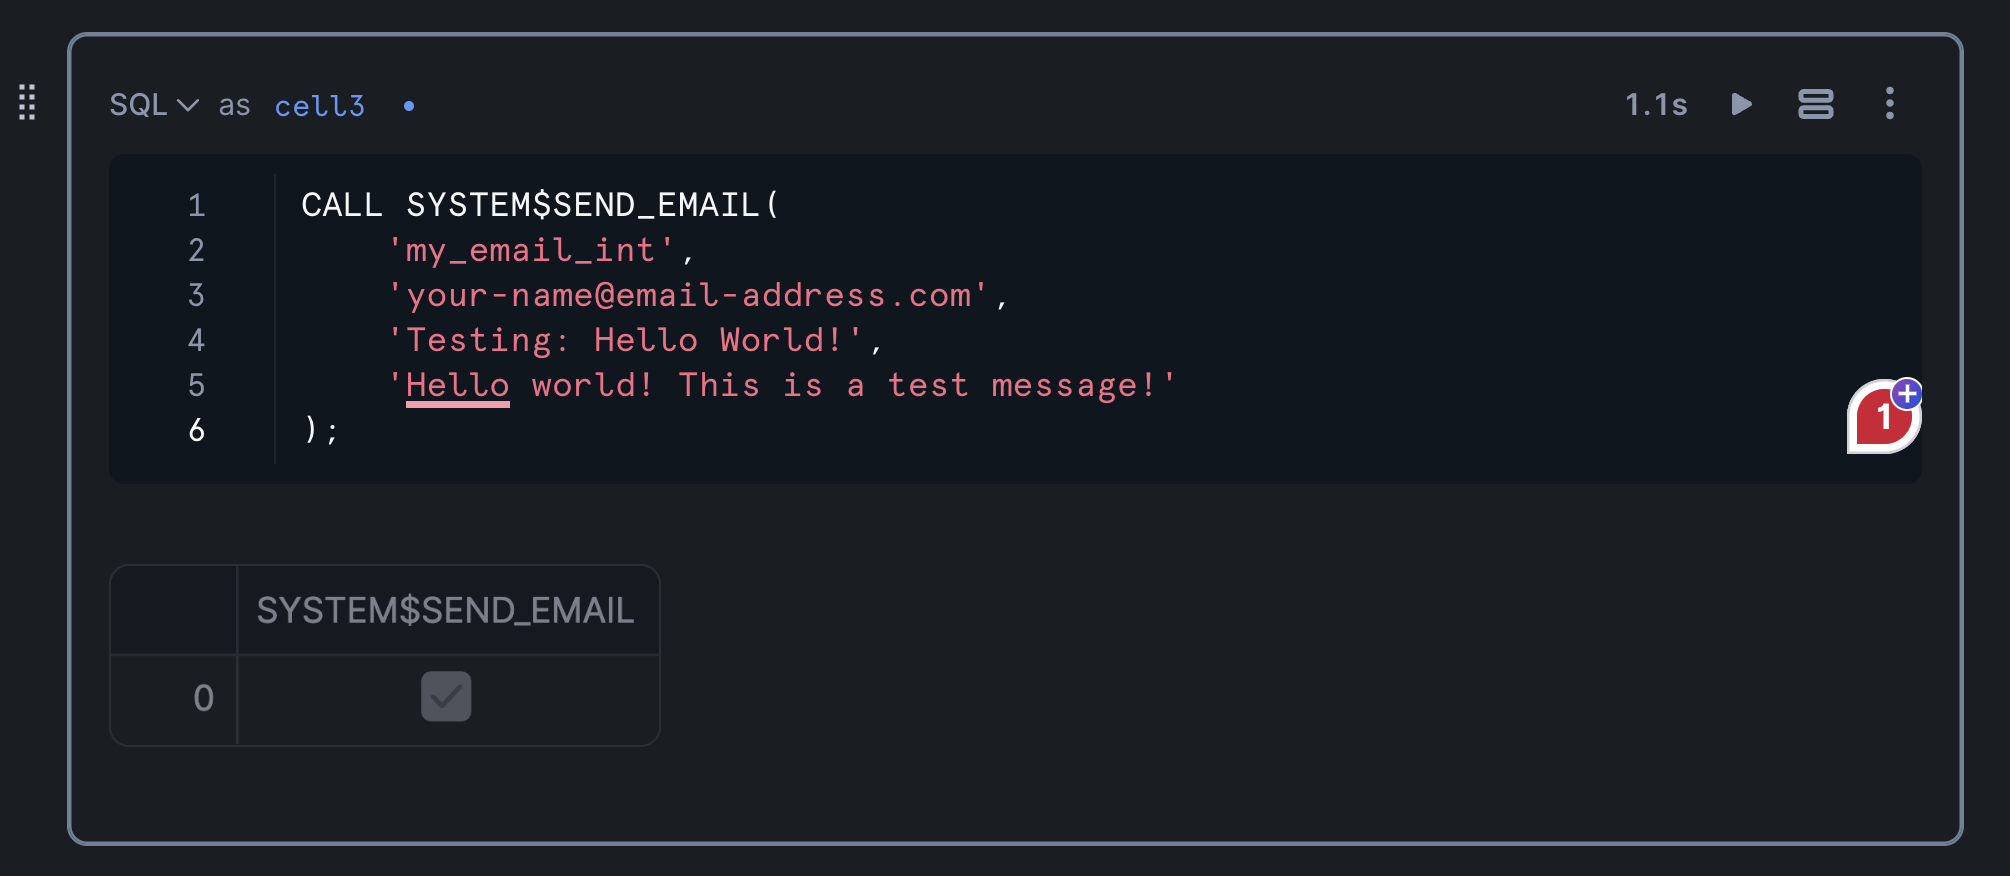 SQL as cell3 1.1s
1 CALL SYSTEM$SEND_EMAIL(
2 'my_email_int',
3 'your-name@email-address.com',
4 'Testing: Hello World!',
5 'Hello world! This is a test message!'
6 );
1
SYSTEM$SEND_EMAIL
0